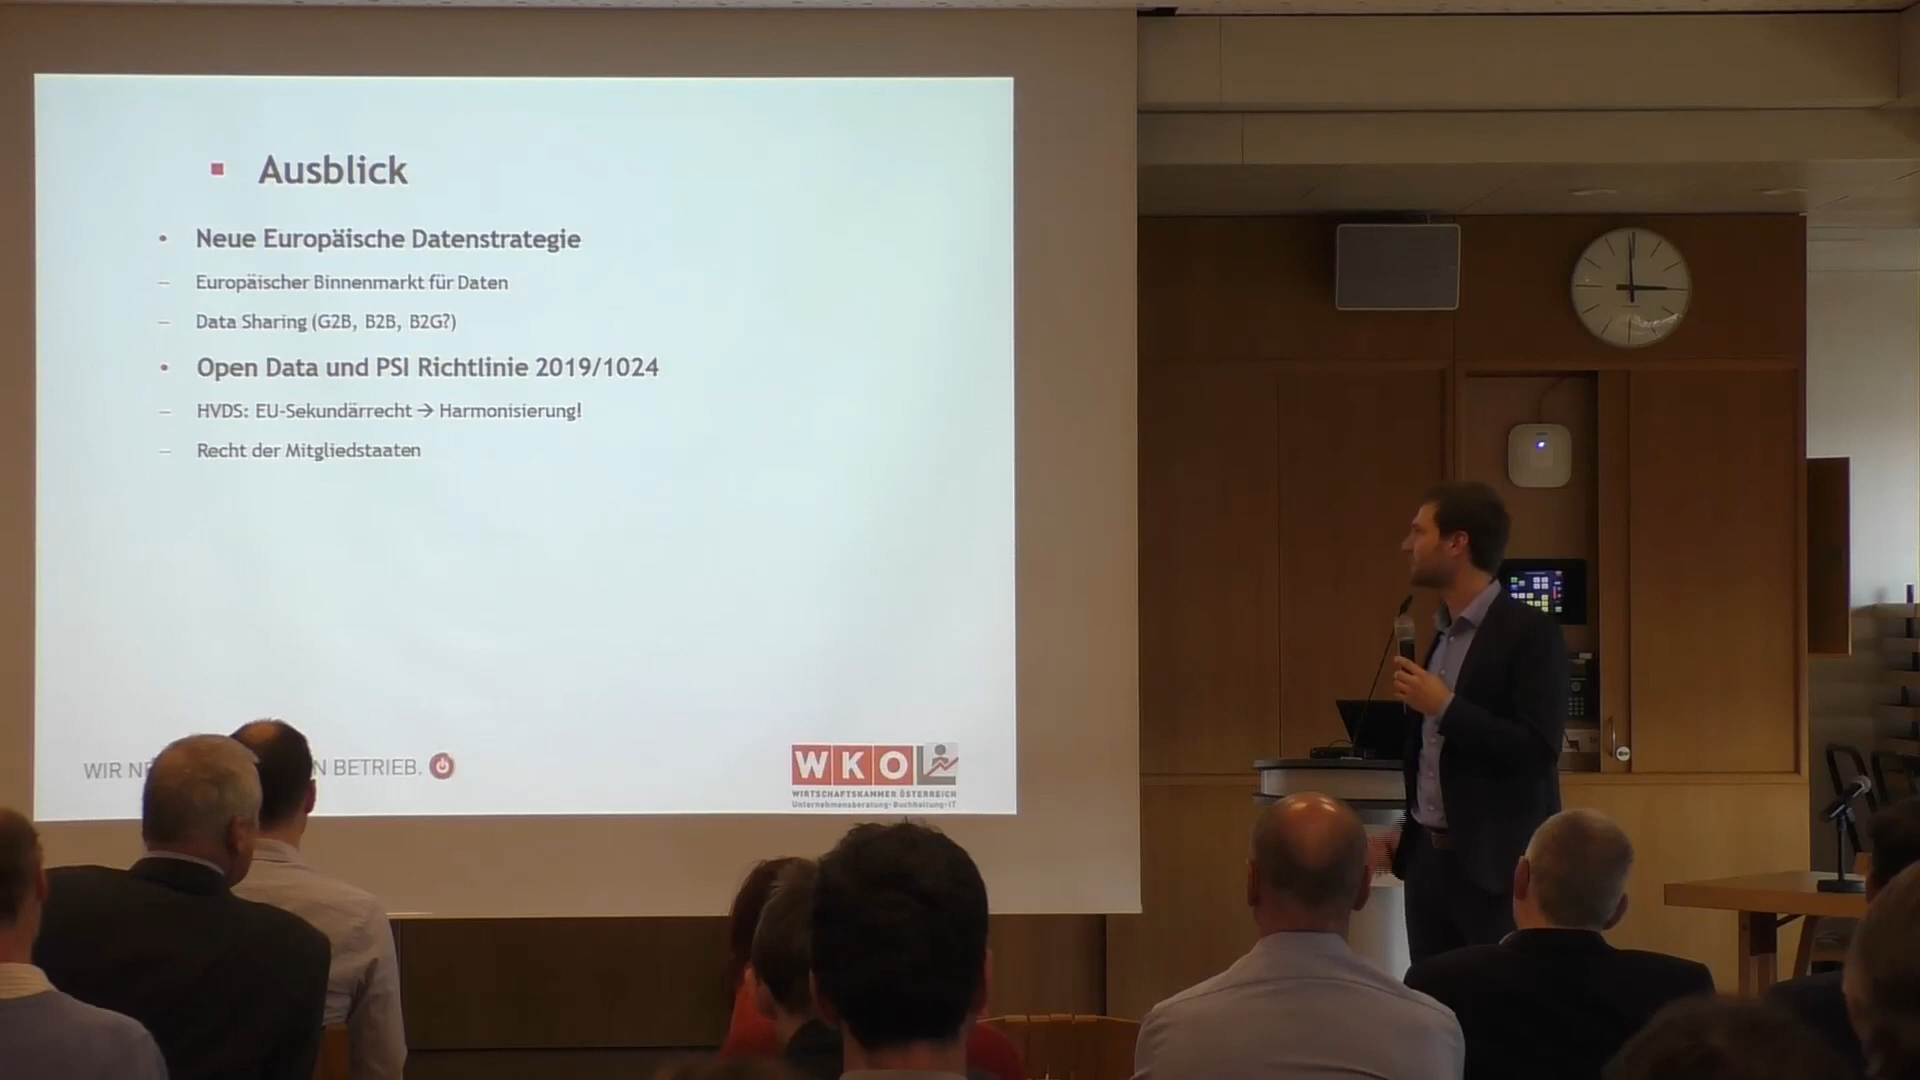 Ausblick
Neue Europäische Datenstrategie
Europäischer Binnenmarkt für Daten
Data Sharing (G2B, B2B, B2G?)
Open Data und PSI Richtlinie 2019/1024
HVDS: EU-Sekundärrecht → Harmonisierung!
Recht der Mitgliedstaaten
WIR BETRIEB.
WKO
WIRTSCHAFTSKAMMER ÖSTERREICH
Unternehmensberatung · Buchhaltung · IT